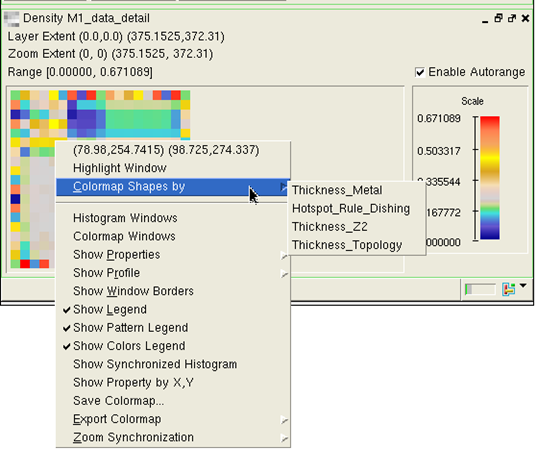 Density M1_data_detail
Layer Extent (0.0,0.0) (375.1525,372.31)
Zoom Extent (0, 0) (375.1525, 372.31)
Range [0.00000, 0.671089]
Enable Autorange
Scale
0.671089
0.503317
.335544
.167772
.000000
(78.98,254.7415) (98.725,274.337)
Highlight Window
Colormap Shapes by
Thickness_Metal
Hotspot_Rule_Dishing
Thickness_Z2
Thickness_Topology
Histogram Windows
Colormap Windows
Show Properties
Show Profile
Show Window Borders
Show Legend
Show Pattern Legend
Show Colors Legend
Show Synchronized Histogram
Show Property by X,Y
Save Colormap...
Export Colormap
Zoom Synchronization